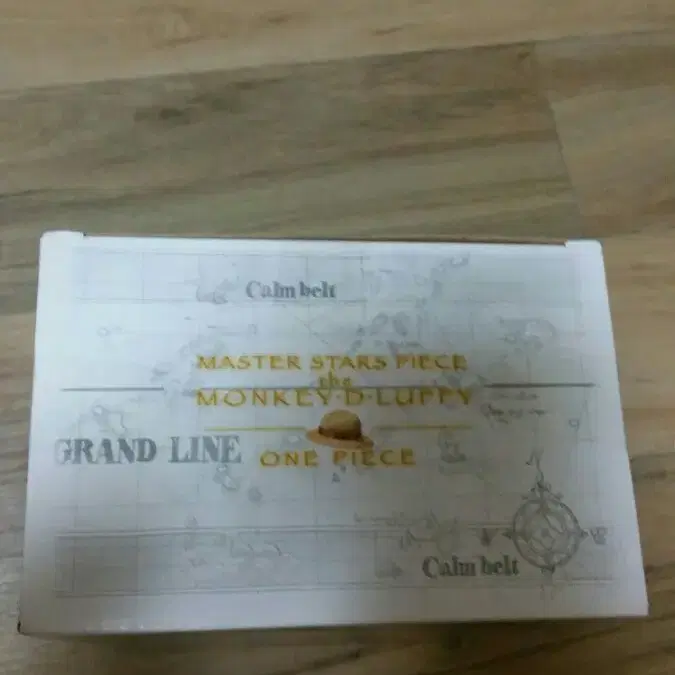 Calm belt
MASTER STARS PIECE
the
MONKEY·D·LUFFY
GRAND LINE
ONE PIECE
Calm belt